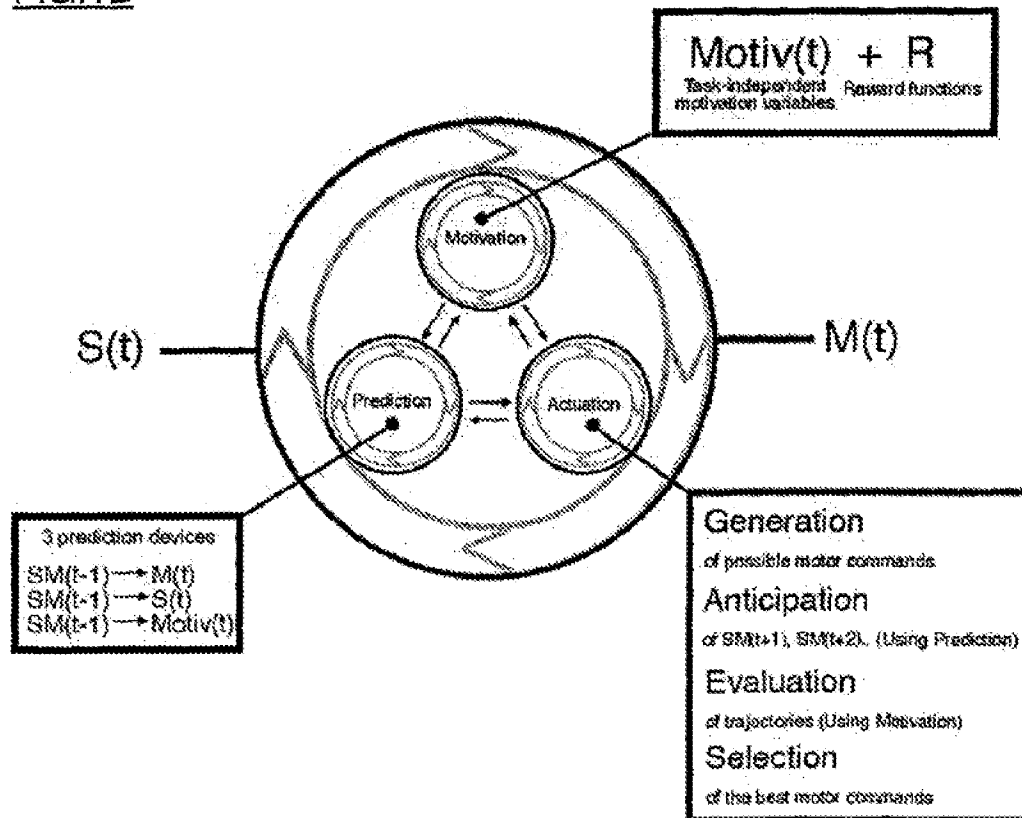 Motiv(t) + R
Task-independent motivation variables
Reward functions
Motivation
S(t)
M(t)
Prediction
Actuation
3 prediction devices
SM(t-1) → M(t)
SM(t-1) → S(t)
SM(t-1) → Motiv(t)
Generation
of possible motor commands
Anticipation
of SM(t+1), SM(t+2).. (Using Prediction)
Evaluation
of trajectories (Using Motivation)
Selection
of the best motor commands